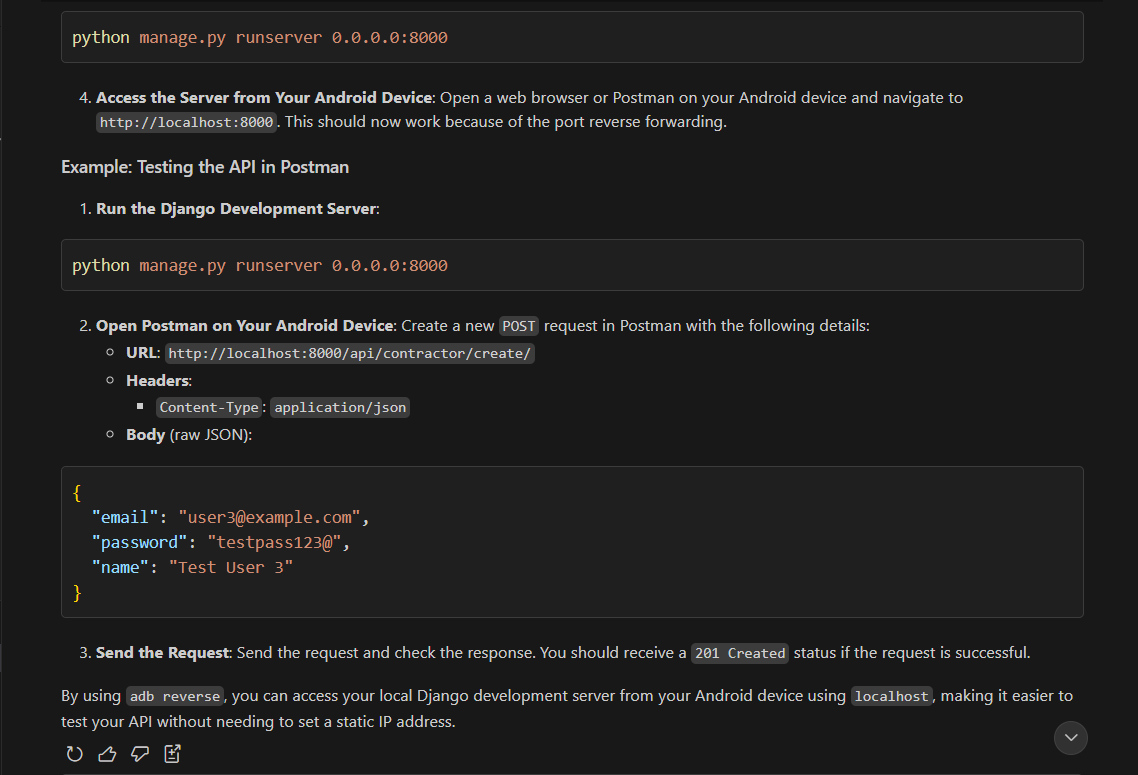 python manage.py runserver 0.0.0.0:8000
4. Access the Server from Your Android Device: Open a web browser or Postman on your Android device and navigate to
http://localhost:8000. This should now work because of the port reverse forwarding.
Example: Testing the API in Postman
1. Run the Django Development Server:
python manage.py runserver 0.0.0.0:8000
2. Open Postman on Your Android Device: Create a new POST request in Postman with the following details:
URL: http://localhost:8000/api/contractor/create/
Headers:
Content-Type: application/json
Body (raw JSON):
{
"email": "user3@example.com",
"password": "testpass123@",
"name": "Test User 3"
}
3. Send the Request: Send the request and check the response. You should receive a 201 Created status if the request is successful.
By using adb reverse, you can access your local Django development server from your Android device using localhost, making it easier to
test your API without needing to set a static IP address.